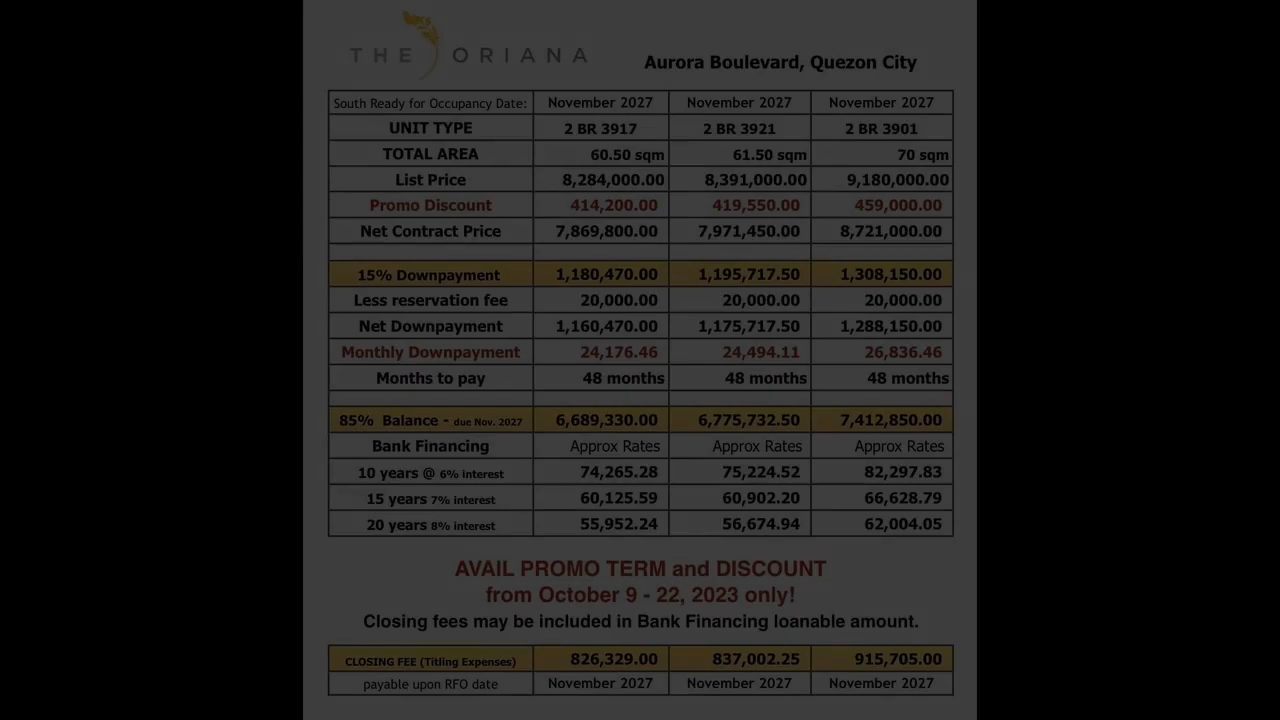 THE ORIANA
Aurora Boulevard, Quezon City
South Ready for Occupancy Date: November 2027 November 2027 November 2027
UNIT TYPE 2 BR 3917 2 BR 3921 2 BR 3901
TOTAL AREA 60.50 sqm 61.50 sqm 70 sqm
List Price 8,284,000.00 8,391,000.00 9,180,000.00
Promo Discount 414,200.00 419,550.00 459,000.00
Net Contract Price 7,869,800.00 7,971,450.00 8,721,000.00
15% Downpayment 1,180,470.00 1,195,717.50 1,308,150.00
Less reservation fee 20,000.00 20,000.00 20,000.00
Net Downpayment 1,160,470.00 1,175,717.50 1,288,150.00
Monthly Downpayment 24,176.46 24,494.11 26,836.46
Months to pay 48 months 48 months 48 months
85% Balance - due Nov. 2027 6,689,330.00 6,775,732.50 7,412,850.00
Bank Financing Approx Rates Approx Rates Approx Rates
10 years @ 6% interest 74,265.28 75,224.52 82,297.83
15 years 7% interest 60,125.59 60,902.20 66,628.79
20 years 8% interest 55,952.24 56,674.94 62,004.05
AVAIL PROMO TERM and DISCOUNT
from October 9 - 22, 2023 only!
Closing fees may be included in Bank Financing loanable amount.
CLOSING FEE (Titling Expenses) 826,329.00 837,002.25 915,705.00
payable upon RFO date November 2027 November 2027 November 2027